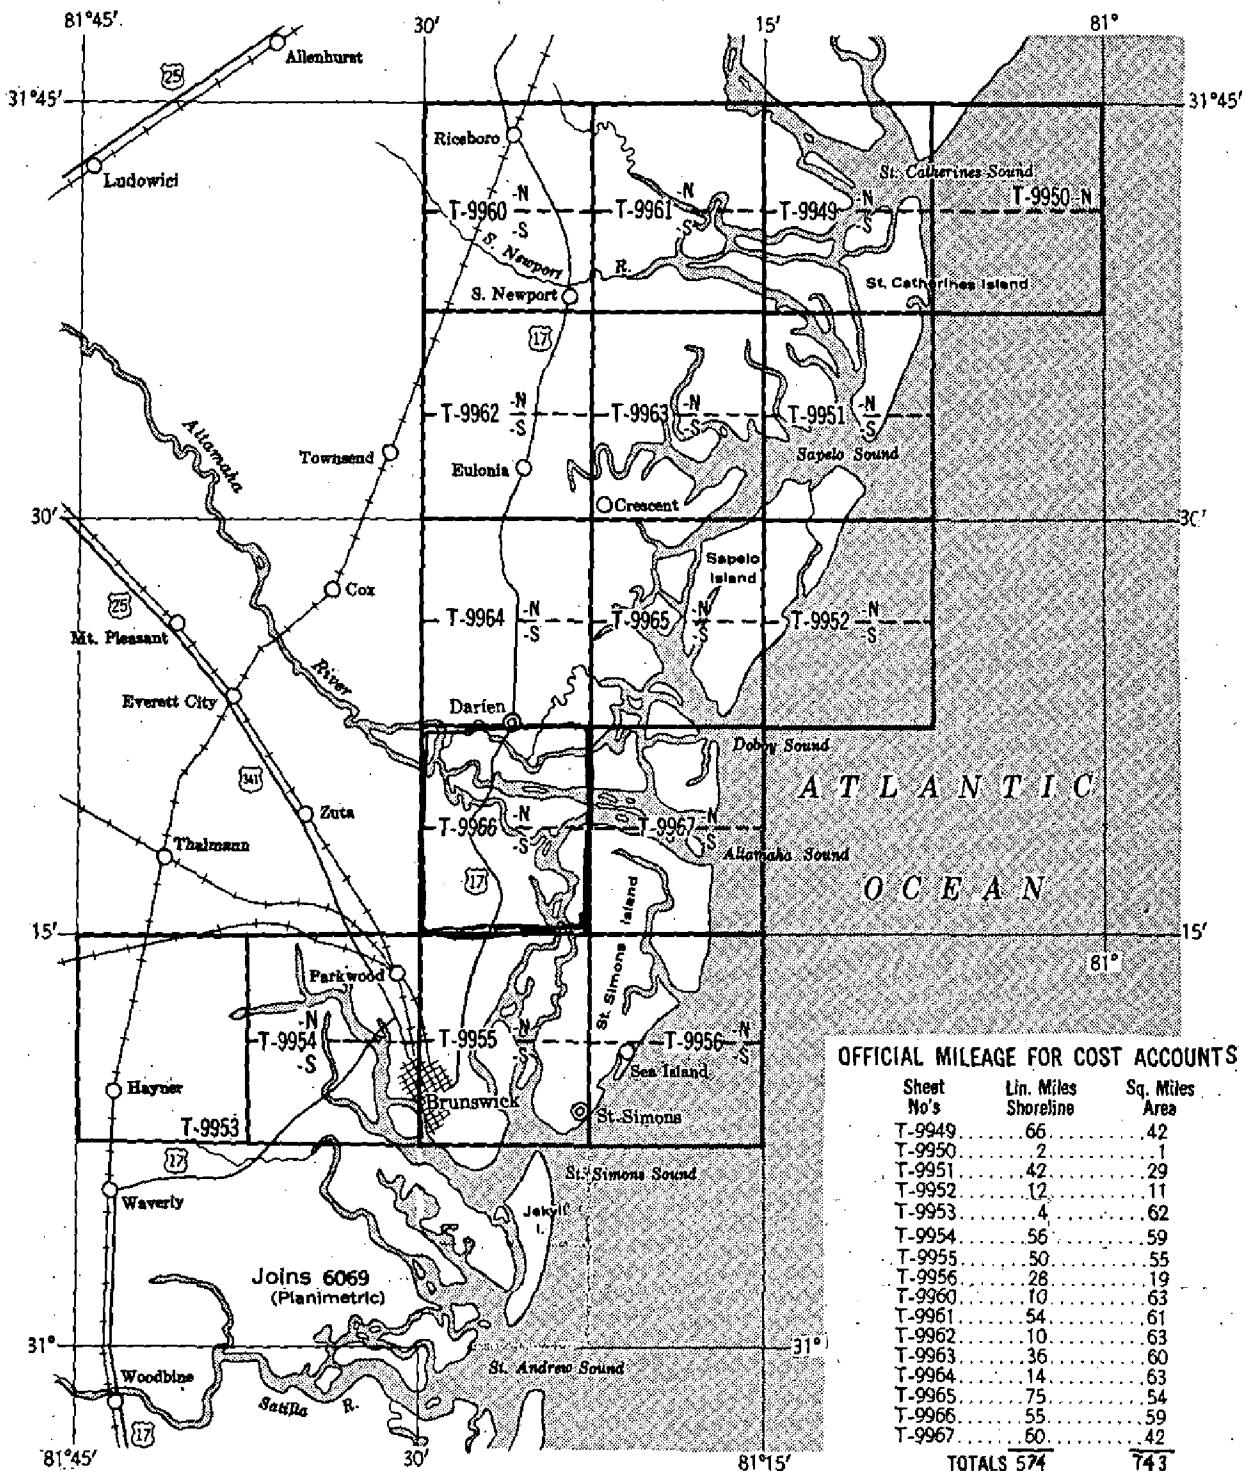 81°45'
30'
15'
81°
Allenhurst
25
31°45'
31°45'
Riceboro
Ludowici
St. Catherines Sound
T-9960 -N -S
T-9961 -N -S
T-9949 -N -S
T-9950-N
S. Newport R.
S. Newport
St. Catherines Island
17
T-9962 -N -S
T-9963 -N -S
T-9951 -N -S
Altamaha
Townsend
Eulonia
Sapelo Sound
Crescent
30'
30'
Sapelo Island
Cox
25
Mt. Pleasant
T-9964 -N -S
T-9965 -N -S
T-9952 -N -S
River
Everett City
Darien
Doboy Sound
341
ATLANTIC
Zuta
T-9966 -N -S
T-9967 -N -S
Thalmann
Altamaha Sound
17
OCEAN
St. Simons Island
15'
15'
Parkwood
81°
T-9954 -N -S
T-9955 -N -S
T-9956 -N -S
Sea Island
Hayner
Brunswick
St. Simons
T-9953
17
St. Simons Sound
Waverly
Jekyll I.
Joins 6069
(Planimetric)
31°
31°
St. Andrew Sound
Woodbine
Satilla R.
17
81°45'
30'
81°15'
OFFICIAL MILEAGE FOR COST ACCOUNTS
Sheet No's Lin. Miles Shoreline Sq. Miles Area
T-9949 66 42
T-9950 2 1
T-9951 42 29
T-9952 12 11
T-9953 4 62
T-9954 56 59
T-9955 50 55
T-9956 28 19
T-9960 10 63
T-9961 54 61
T-9962 10 63
T-9963 36 60
T-9964 14 63
T-9965 75 54
T-9966 55 59
T-9967 60 42
TOTALS 574 743